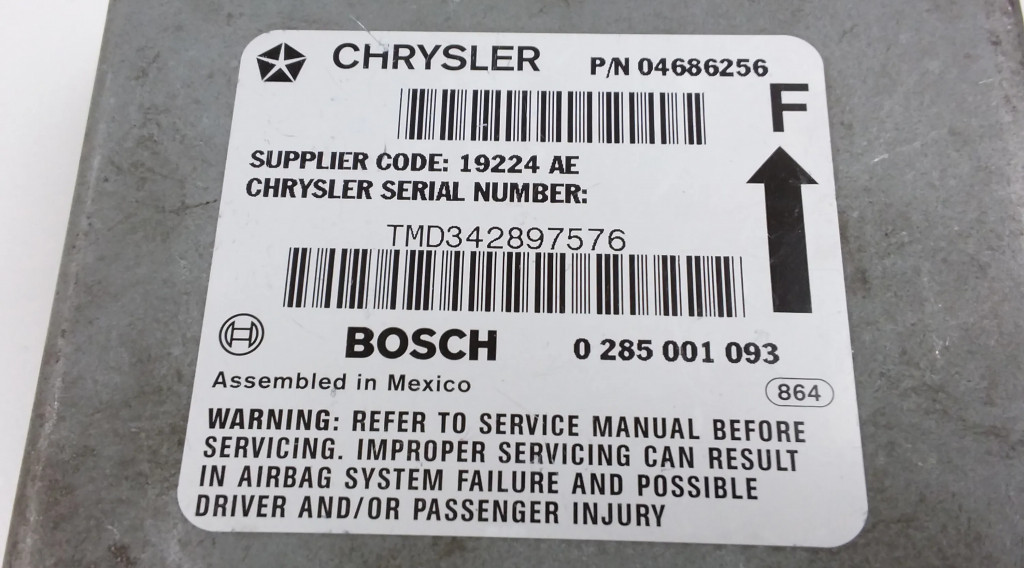 CHRYSLER P/N 04686256
F
SUPPLIER CODE: 19224 AE
CHRYSLER SERIAL NUMBER:
TMD342897576
BOSCH 0 285 001 093
Assembled in Mexico 864
WARNING: REFER TO SERVICE MANUAL BEFORE
SERVICING. IMPROPER SERVICING CAN RESULT
IN AIRBAG SYSTEM FAILURE AND POSSIBLE
DRIVER AND/OR PASSENGER INJURY